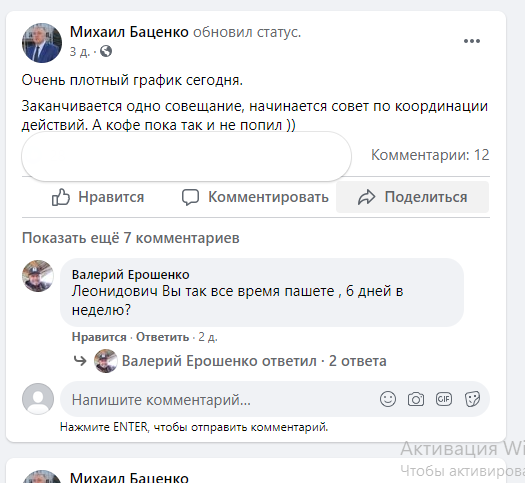 Михаил Баценко обновил статус.
3 д. ·
Очень плотный график сегодня.
Заканчивается одно совещание, начинается совет по координации
действий. А кофе пока так и не попил ))
Комментарии: 12
Нравится
Комментировать
Поделиться
Показать ещё 7 комментариев
Валерий Ерошенко
Леонидович Вы так все время пашете , 6 дней в
неделю?
Нравится · Ответить · 2 д.
Валерий Ерошенко ответил · 2 ответа
Напишите комментарий...
GIF
Нажмите ENTER, чтобы отправить комментарий.
Активация Wi
Чтобы активирова
Михаил Баценко